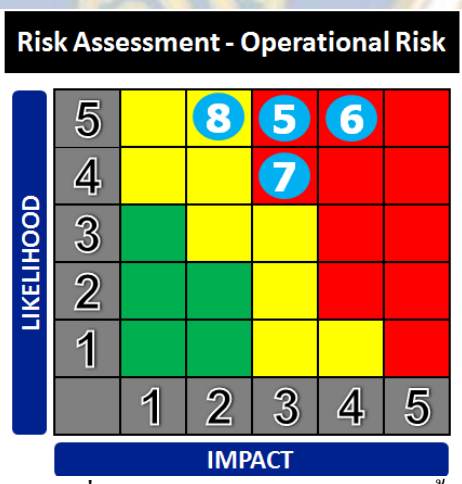 Risk Assessment - Operational Risk
LIKELIHOOD
5 8 5 6
4 7
3
2
1
1 2 3 4 5
IMPACT